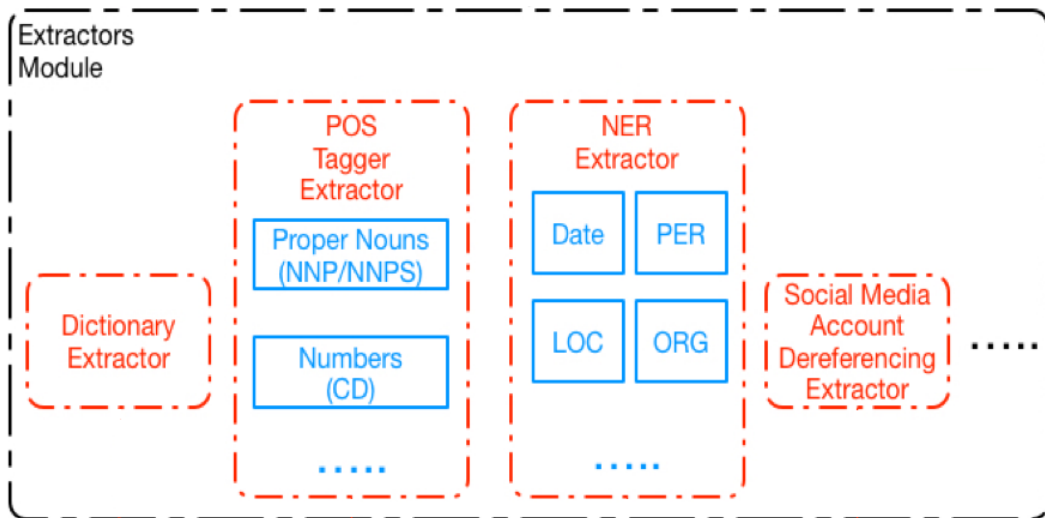 Extractors
Module
Dictionary
Extractor
POS
Tagger
Extractor
Proper Nouns
(NNP/NNPS)
Numbers
(CD)
.....
NER
Extractor
Date
PER
LOC
ORG
.....
Social Media
Account
Dereferencing
Extractor
.....